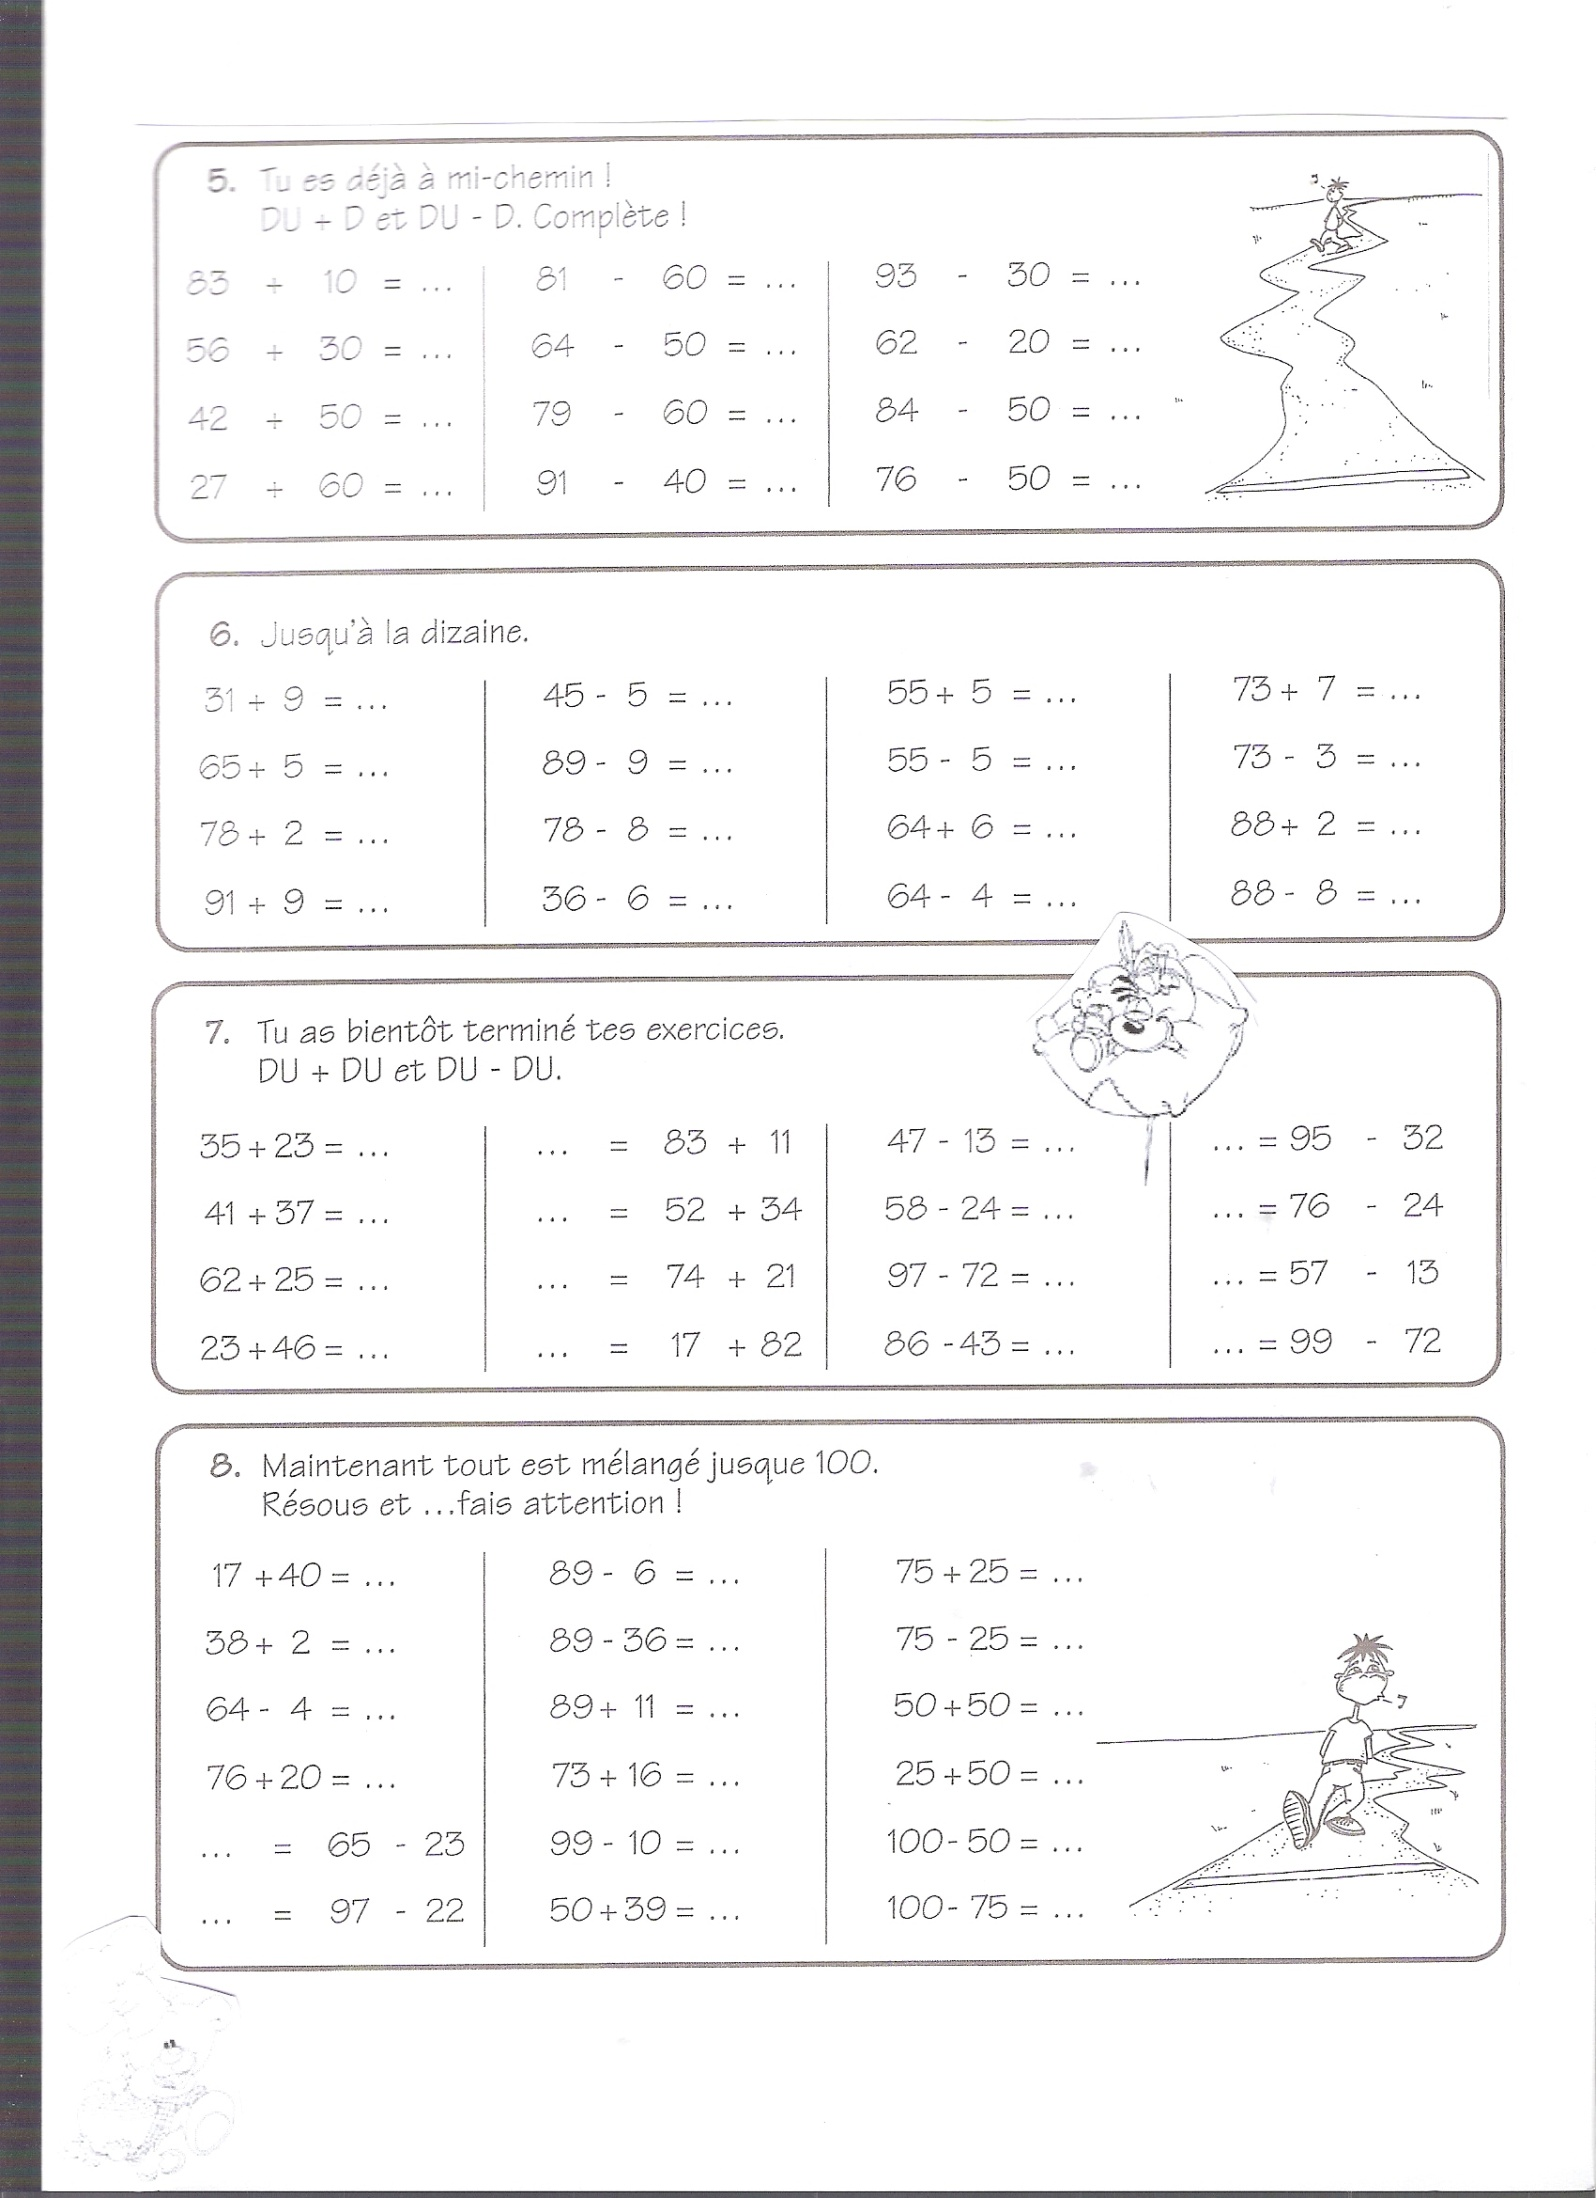 5. Tu es déjà à mi-chemin !
DU + D et DU - D. Complète !
83 + 10 = ... 81 - 60 = ... 93 - 30 = ...
56 + 30 = ... 64 - 50 = ... 62 - 20 = ...
42 + 50 = ... 79 - 60 = ... 84 - 50 = ...
27 + 60 = ... 91 - 40 = ... 76 - 50 = ...
6. Jusqu'à la dizaine.
31 + 9 = ... 45 - 5 = ... 55 + 5 = ... 73 + 7 = ...
65 + 5 = ... 89 - 9 = ... 55 - 5 = ... 73 - 3 = ...
78 + 2 = ... 78 - 8 = ... 64 + 6 = ... 88 + 2 = ...
91 + 9 = ... 36 - 6 = ... 64 - 4 = ... 88 - 8 = ...
7. Tu as bientôt terminé tes exercices.
DU + DU et DU - DU.
35 + 23 = ... ... = 83 + 11 47 - 13 = ... ... = 95 - 32
41 + 37 = ... ... = 52 + 34 58 - 24 = ... ... = 76 - 24
62 + 25 = ... ... = 74 + 21 97 - 72 = ... ... = 57 - 13
23 + 46 = ... ... = 17 + 82 86 - 43 = ... ... = 99 - 72
8. Maintenant tout est mélangé jusque 100.
Résous et ...fais attention !
17 + 40 = ... 89 - 6 = ... 75 + 25 = ...
38 + 2 = ... 89 - 36 = ... 75 - 25 = ...
64 - 4 = ... 89 + 11 = ... 50 + 50 = ...
76 + 20 = ... 73 + 16 = ... 25 + 50 = ...
... = 65 - 23 99 - 10 = ... 100 - 50 = ...
... = 97 - 22 50 + 39 = ... 100 - 75 = ...